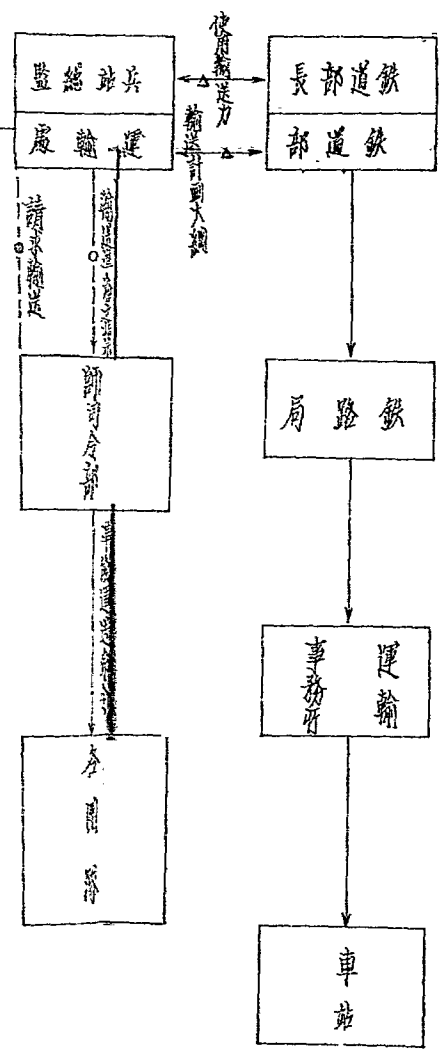 使用輸送力
鉄道部長
鉄道部
兵站總監
運輸處
輸送計劃大綱
請求輸送
師司令部
鉄路局
運輸
事務所
車站